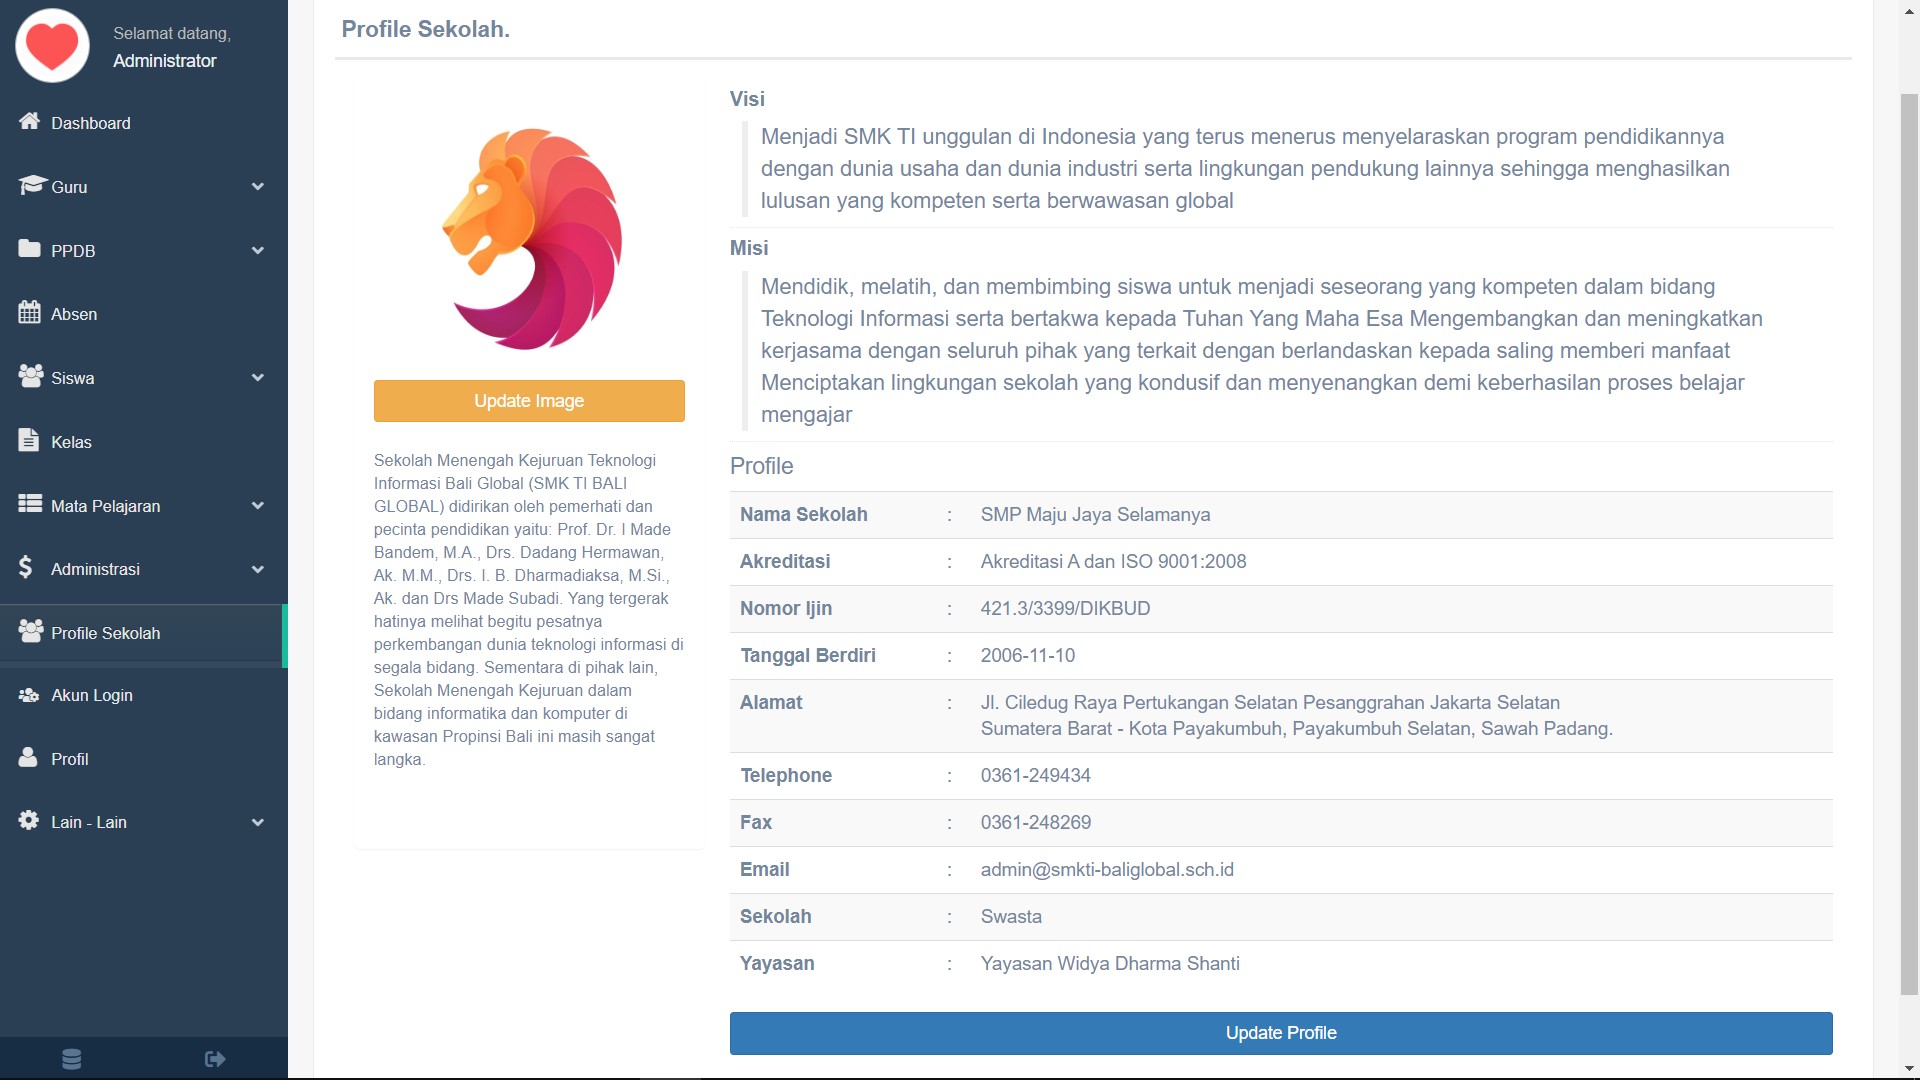 Selamat datang,
Administrator
Dashboard
Guru
PPDB
Absen
Siswa
Kelas
Mata Pelajaran
Administrasi
Profile Sekolah
Akun Login
Profil
Lain - Lain
Profile Sekolah.
Update Image
Sekolah Menengah Kejuruan Teknologi
Informasi Bali Global (SMK TI BALI
GLOBAL) didirikan oleh pemerhati dan
pecinta pendidikan yaitu: Prof. Dr. I Made
Bandem, M.A., Drs. Dadang Hermawan,
Ak. M.M., Drs. I. B. Dharmadiaksa, M.Si.,
Ak. dan Drs Made Subadi. Yang tergerak
hatinya melihat begitu pesatnya
perkembangan dunia teknologi informasi di
segala bidang. Sementara di pihak lain,
Sekolah Menengah Kejuruan dalam
bidang informatika dan komputer di
kawasan Propinsi Bali ini masih sangat
langka.
Visi
Menjadi SMK TI unggulan di Indonesia yang terus menerus menyelaraskan program pendidikannya
dengan dunia usaha dan dunia industri serta lingkungan pendukung lainnya sehingga menghasilkan
lulusan yang kompeten serta berwawasan global
Misi
Mendidik, melatih, dan membimbing siswa untuk menjadi seseorang yang kompeten dalam bidang
Teknologi Informasi serta bertakwa kepada Tuhan Yang Maha Esa Mengembangkan dan meningkatkan
kerjasama dengan seluruh pihak yang terkait dengan berlandaskan kepada saling memberi manfaat
Menciptakan lingkungan sekolah yang kondusif dan menyenangkan demi keberhasilan proses belajar
mengajar
Profile
Nama Sekolah : SMP Maju Jaya Selamanya
Akreditasi : Akreditasi A dan ISO 9001:2008
Nomor Ijin : 421.3/3399/DIKBUD
Tanggal Berdiri : 2006-11-10
Alamat : Jl. Ciledug Raya Pertukangan Selatan Pesanggrahan Jakarta Selatan
Sumatera Barat - Kota Payakumbuh, Payakumbuh Selatan, Sawah Padang.
Telephone : 0361-249434
Fax : 0361-248269
Email : admin@smkti-baliglobal.sch.id
Sekolah : Swasta
Yayasan : Yayasan Widya Dharma Shanti
Update Profile